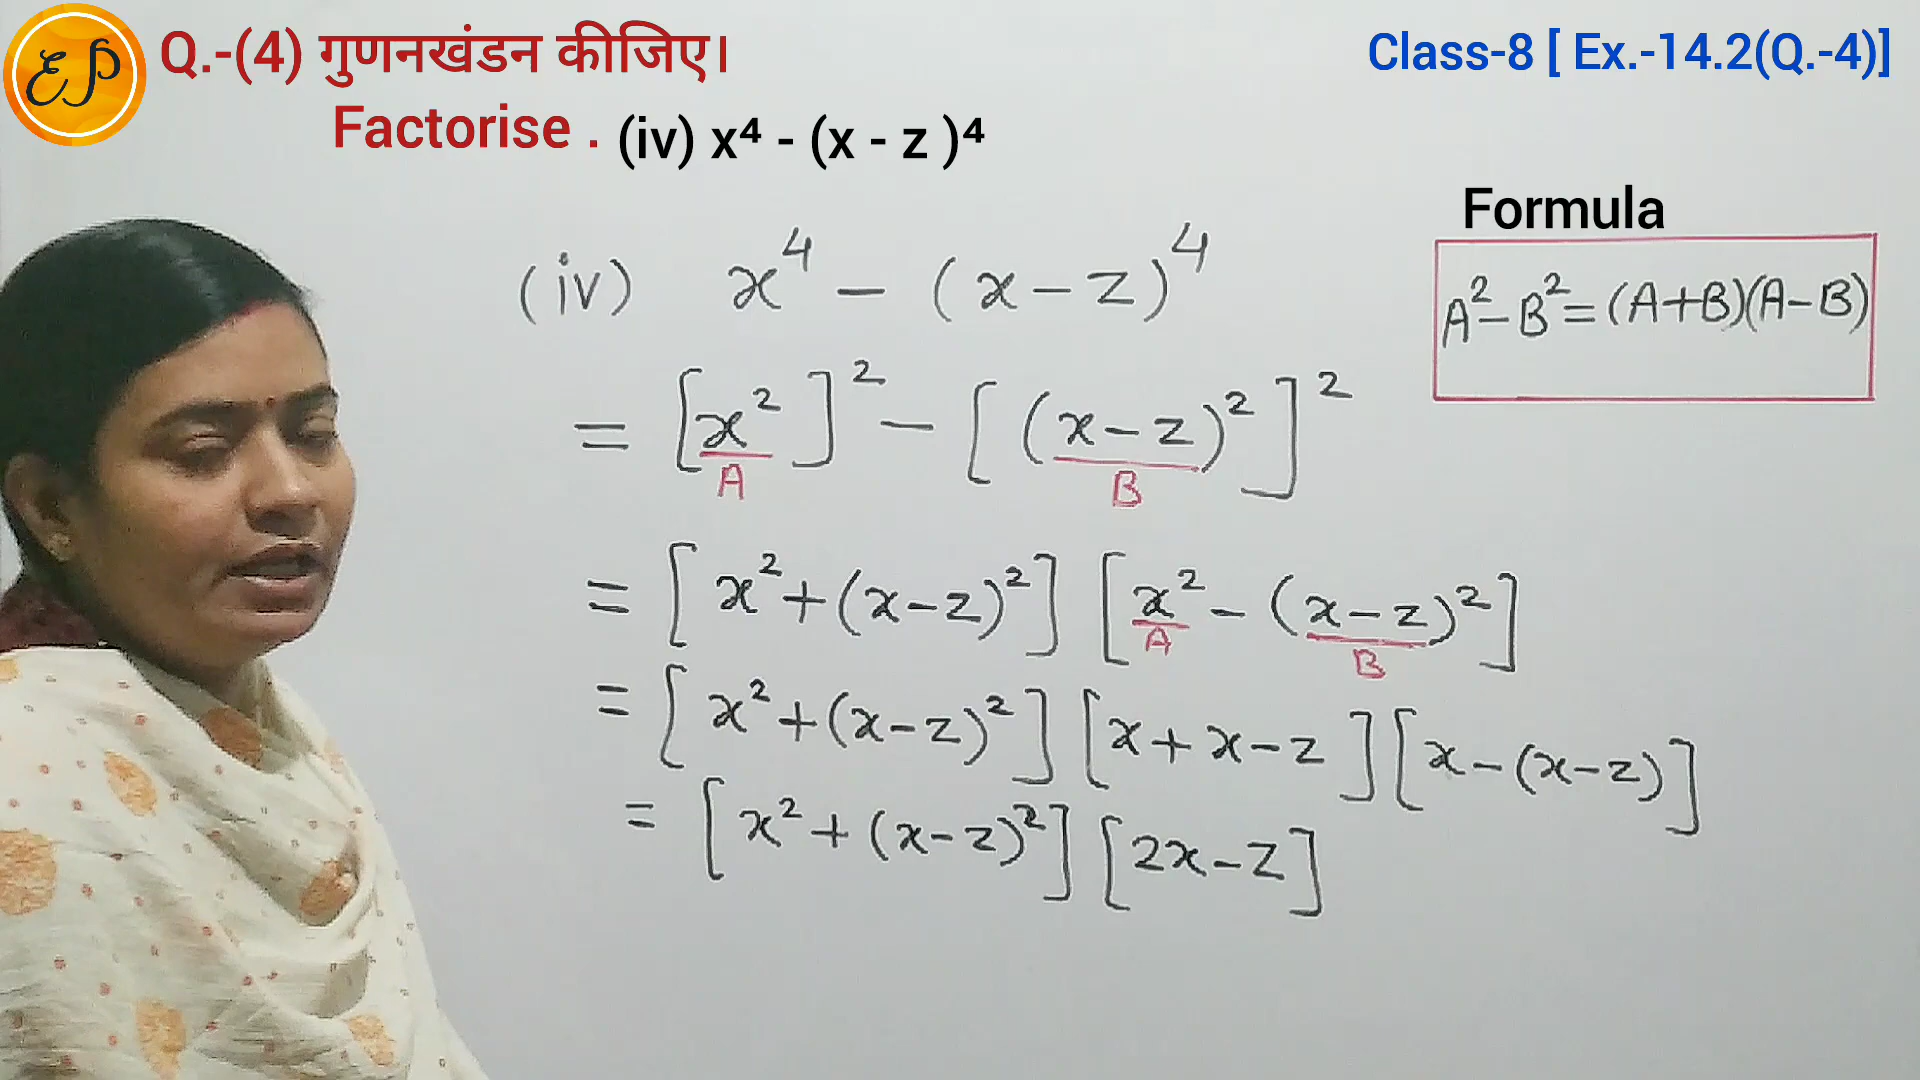 EP
Q.-(4) गुणनखंडन कीजिए।
Class-8 [ Ex.-14.2(Q.-4)]
Factorise . (iv) x⁴ - (x - z )⁴
Formula
A² - B² = (A+B)(A-B)
(iv) x⁴ - (x-z)⁴
= [x²]² - [(x-z)²]²
A B
= [x²+(x-z)²] [x² - (x-z)²]
A B
= [x²+(x-z)²] [x+x-z] [x-(x-z)]
= [x²+(x-z)²] [2x-z]